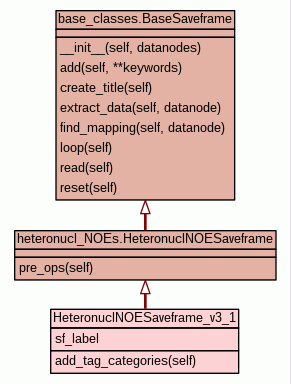 base_classes.BaseSaveframe
__init__(self, datanodes)
add(self, **keywords)
create_title(self)
extract_data(self, datanode)
find_mapping(self, datanode)
loop(self)
read(self)
reset(self)
heteronucl_NOEs.HeteronuclNOESaveframe
pre_ops(self)
HeteronuclNOESaveframe_v3_1
sf_label
add_tag_categories(self)